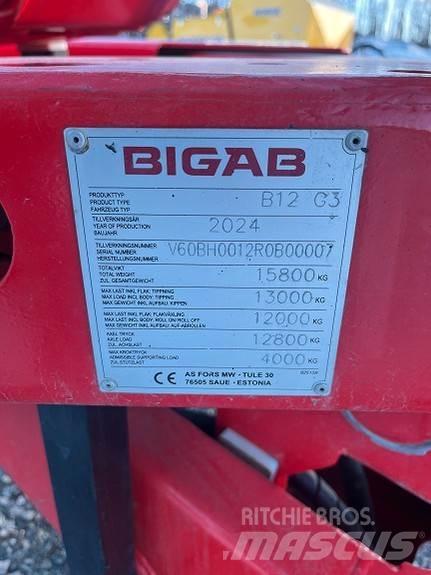 BIGAB
PRODUKTTYP
PRODUCT TYPE
FAHRZEUG TYP
B12 G3
TILLVERKNINGSÅR
YEAR OF PRODUCTION
BAUJAHR
2024
TILLVERKNINGSNUMMER
SERIAL NUMBER
HERSTELLUNGSNUMMER
V60BH0012R0B00007
TOTALVIKT
TOTAL WEIGHT
ZUL. GESAMTGEWICHT
15800 KG
MAX LAST INKL. FLAK: TIPPNING
MAX LOAD INCL BODY: TIPPING
MAX GEWICHT INKL. AUFBAU KIPPEN
13000 KG
MAX LAST INKL. FLAK: FLAKVÄXLING
MAX LOAD INCL. BODY: ROLL ON/ROLL OFF
MAX GEWICHT INKL AUFBAU AUF-ABROLLEN
12000 KG
AXEL TRYCK
AXLE LOAD
ZUL. ACHSLAST
12800 KG
MAX KROKTRYCK
ADMISSIBLE SUPPORTING LOAD
ZUL. STÜTZLAST
4000 KG
CE
AS FORS MW - TULE 30
76505 SAUE - ESTONIA
RITCHIE BROS.
MASCUS